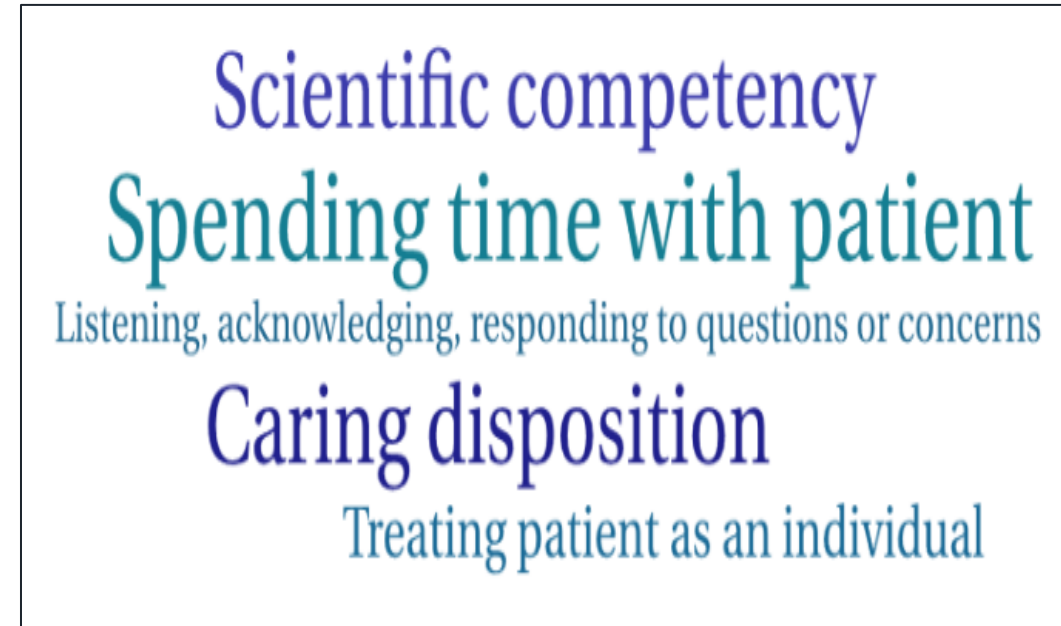 Scientific competency
Spending time with patient
Listening, acknowledging, responding to questions or concerns
Caring disposition
Treating patient as an individual